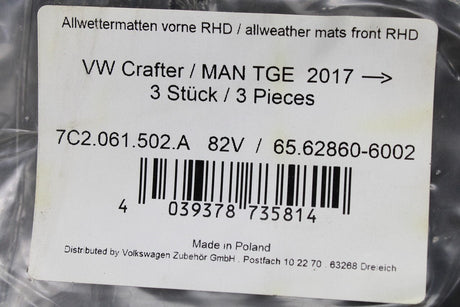 Allwettermatten vorne RHD / allweather mats front RHD
VW Crafter / MAN TGE 2017 →
3 Stück / 3 Pieces
7C2.061.502.A 82V / 65.62860-6002
4 039378 735814
Made in Poland
Distributed by Volkswagen Zubehör GmbH . Postfach 10 22 70 . 63268 Dreieich